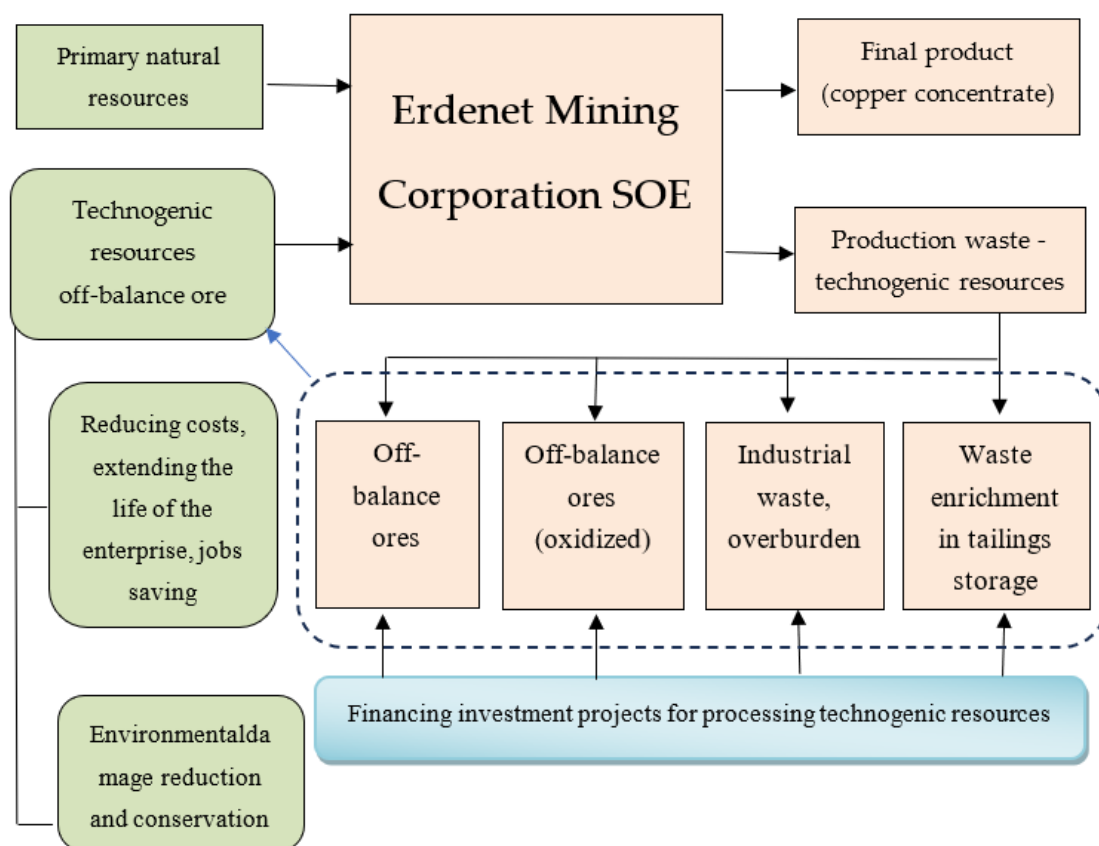 Primary natural
resources
Erdenet Mining
Corporation SOE
Final product
(copper concentrate)
Technogenic
resources
off-balance ore
Production waste -
technogenic resources
Reducing costs,
extending the
life of the
enterprise, jobs
saving
Off-
balance
ores
Off-balance
ores
(oxidized)
Industrial
waste,
overburden
Waste
enrichment
in tailings
storage
Financing investment projects for processing technogenic resources
Environmentalda
mage reduction
and conservation